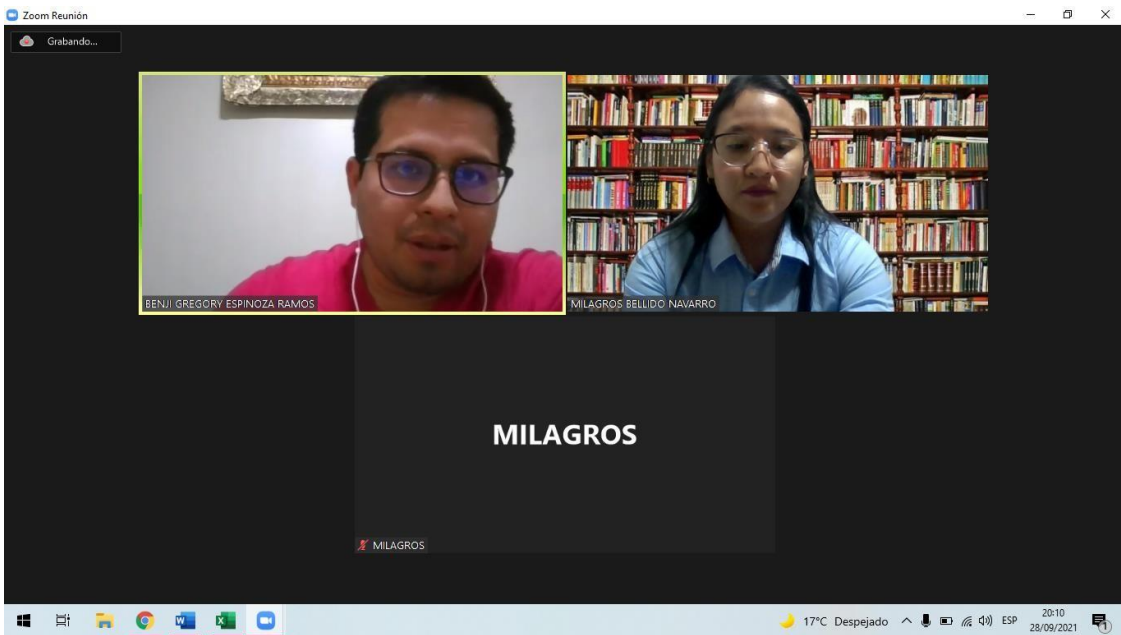 Zoom Reunión
Grabando...
BENJI GREGORY ESPINOZA RAMOS
MILAGROS BELLIDO NAVARRO
MILAGROS
MILAGROS
17°C Despejado
ESP
20:10
28/09/2021
1